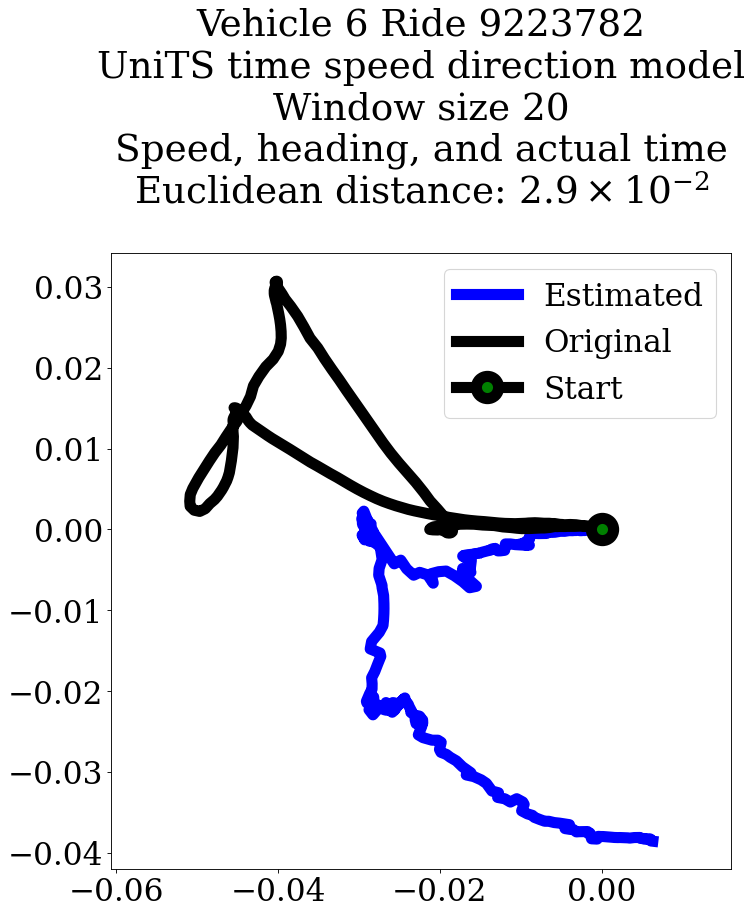 Vehicle 6 Ride 9223782
UniTS time speed direction model
Window size 20
Speed, heading, and actual time
Euclidean distance: 2.9 × 10⁻²
Estimated
Original
Start
0.03
0.02
0.01
0.00
−0.01
−0.02
−0.03
−0.04
−0.06 −0.04 −0.02 0.00